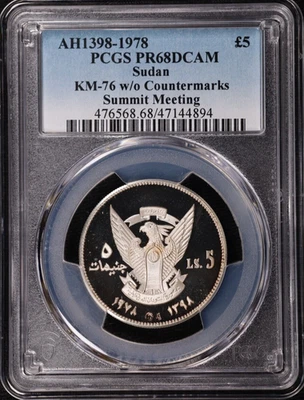 AH1398-1978 £5
PCGS PR68DCAM
Sudan
KM-76 w/o Countermarks
Summit Meeting
476568.68/47144894
٥ LS. 5
جنيهات
١٩٧٨ ١٣٩٨